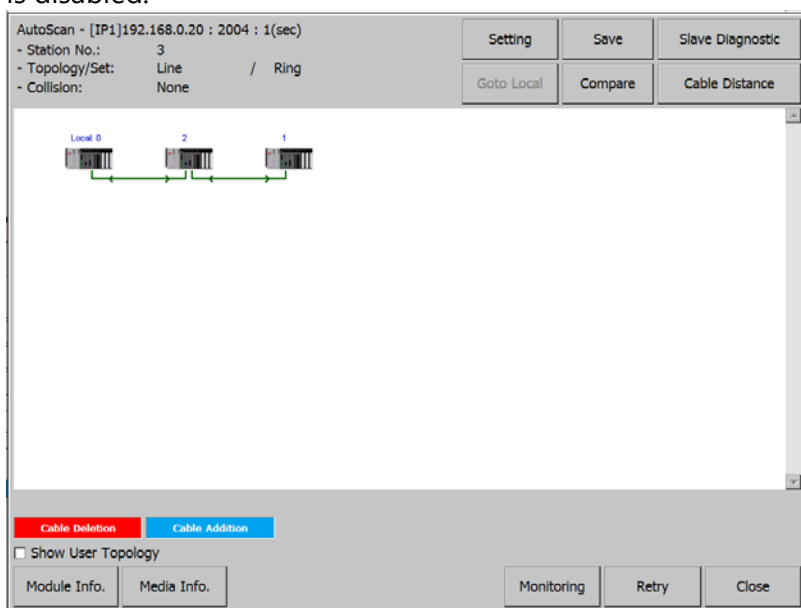 is disabled.
AutoScan - [IP1]192.168.0.20 : 2004 : 1(sec)
- Station No.: 3
- Topology/Set: Line / Ring
- Collision: None
Setting Save Slave Diagnostic
Goto Local Compare Cable Distance
Local 0 2 1
Cable Deletion Cable Addition
Show User Topology
Module Info. Media Info. Monitoring Retry Close